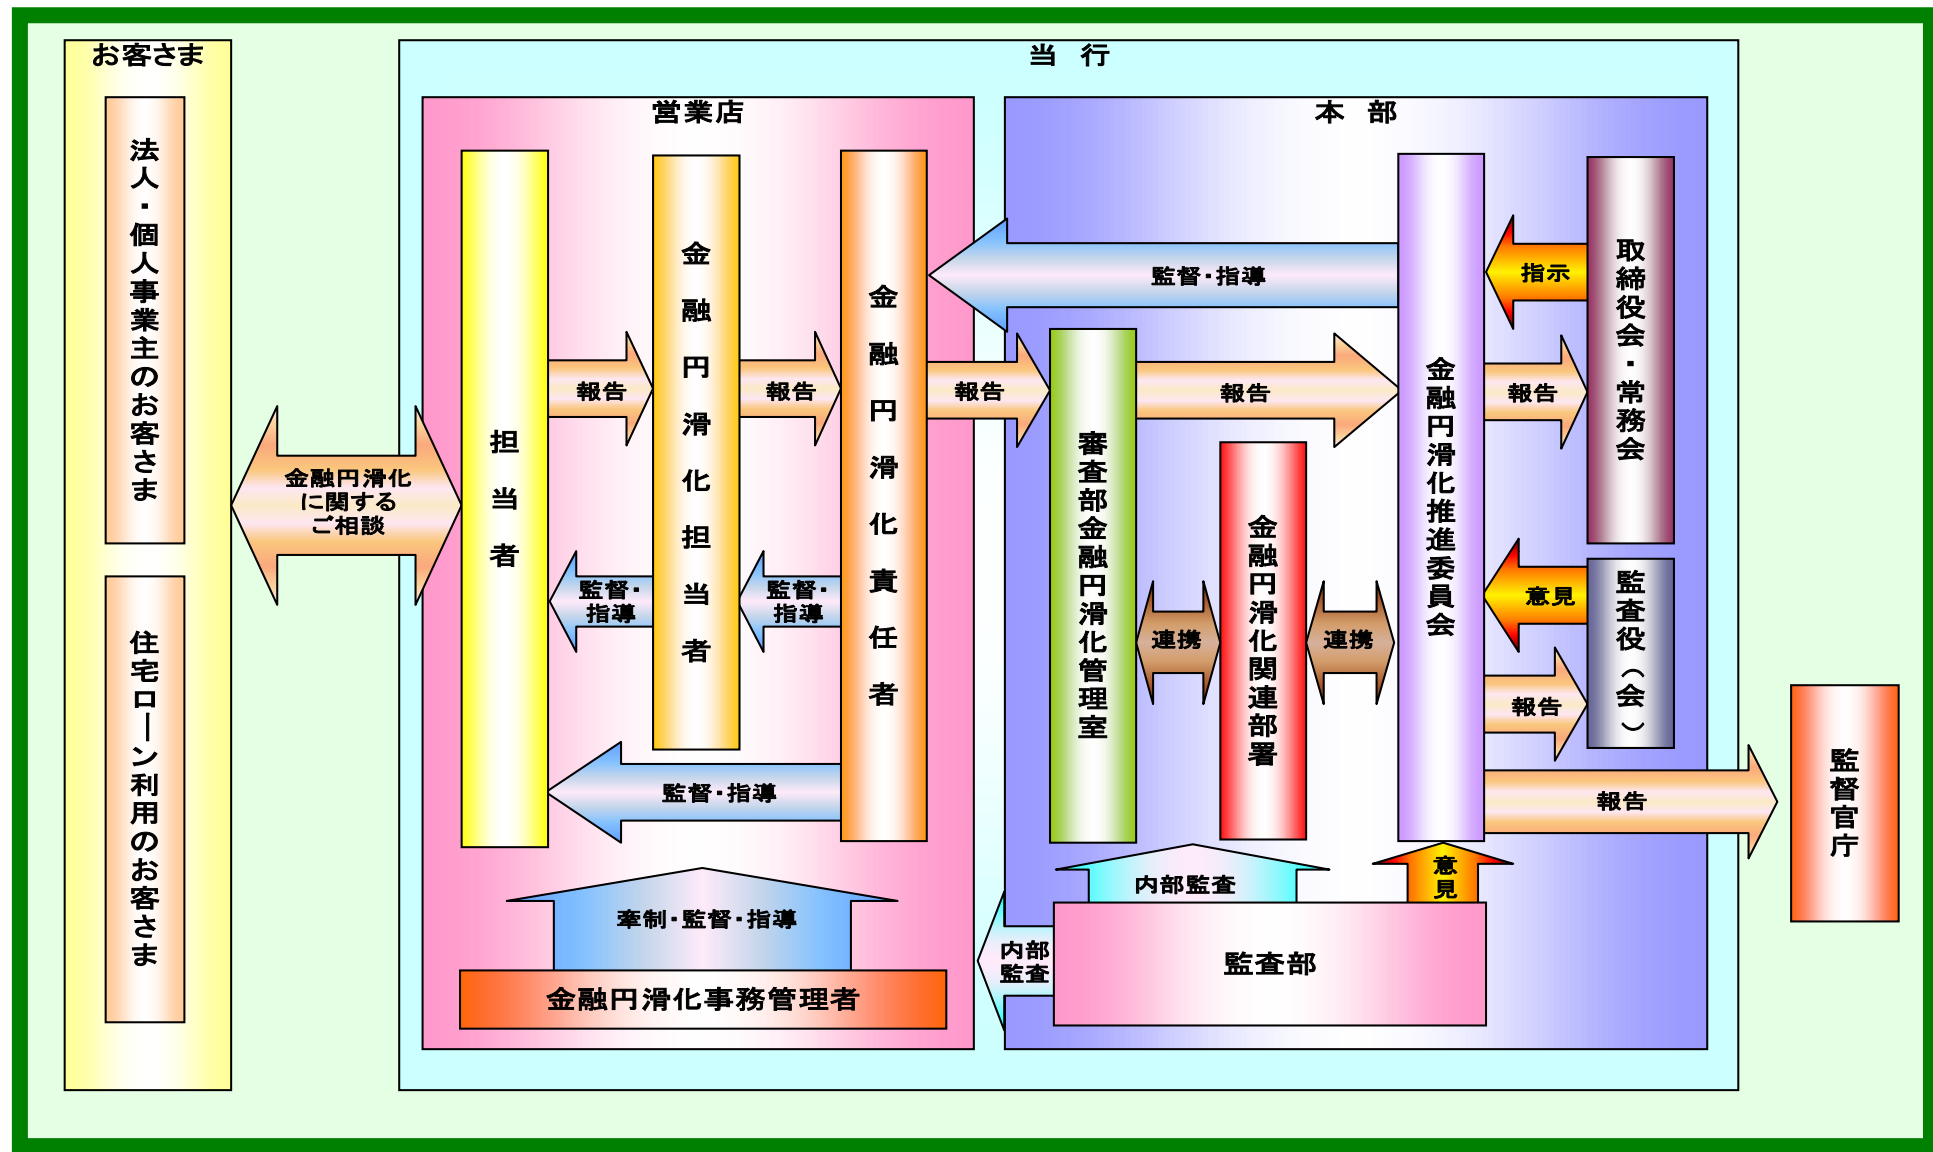 お客さま
法人・個人事業主のお客さま
住宅ローン利用のお客さま
金融円滑化
に関する
ご相談
当　行
営業店
担当者
報告
金融円滑化担当者
報告
金融円滑化責任者
監督・
指導
監督・
指導
監督・指導
牽制・監督・指導
金融円滑化事務管理者
本　部
監督・指導
報告
審査部金融円滑化管理室
報告
連携
金融円滑化関連部署
連携
金融円滑化推進委員会
指示
報告
取締役会・常務会
意見
報告
監査役（会）
報告
監督官庁
内部監査
意見
内部
監査
監査部